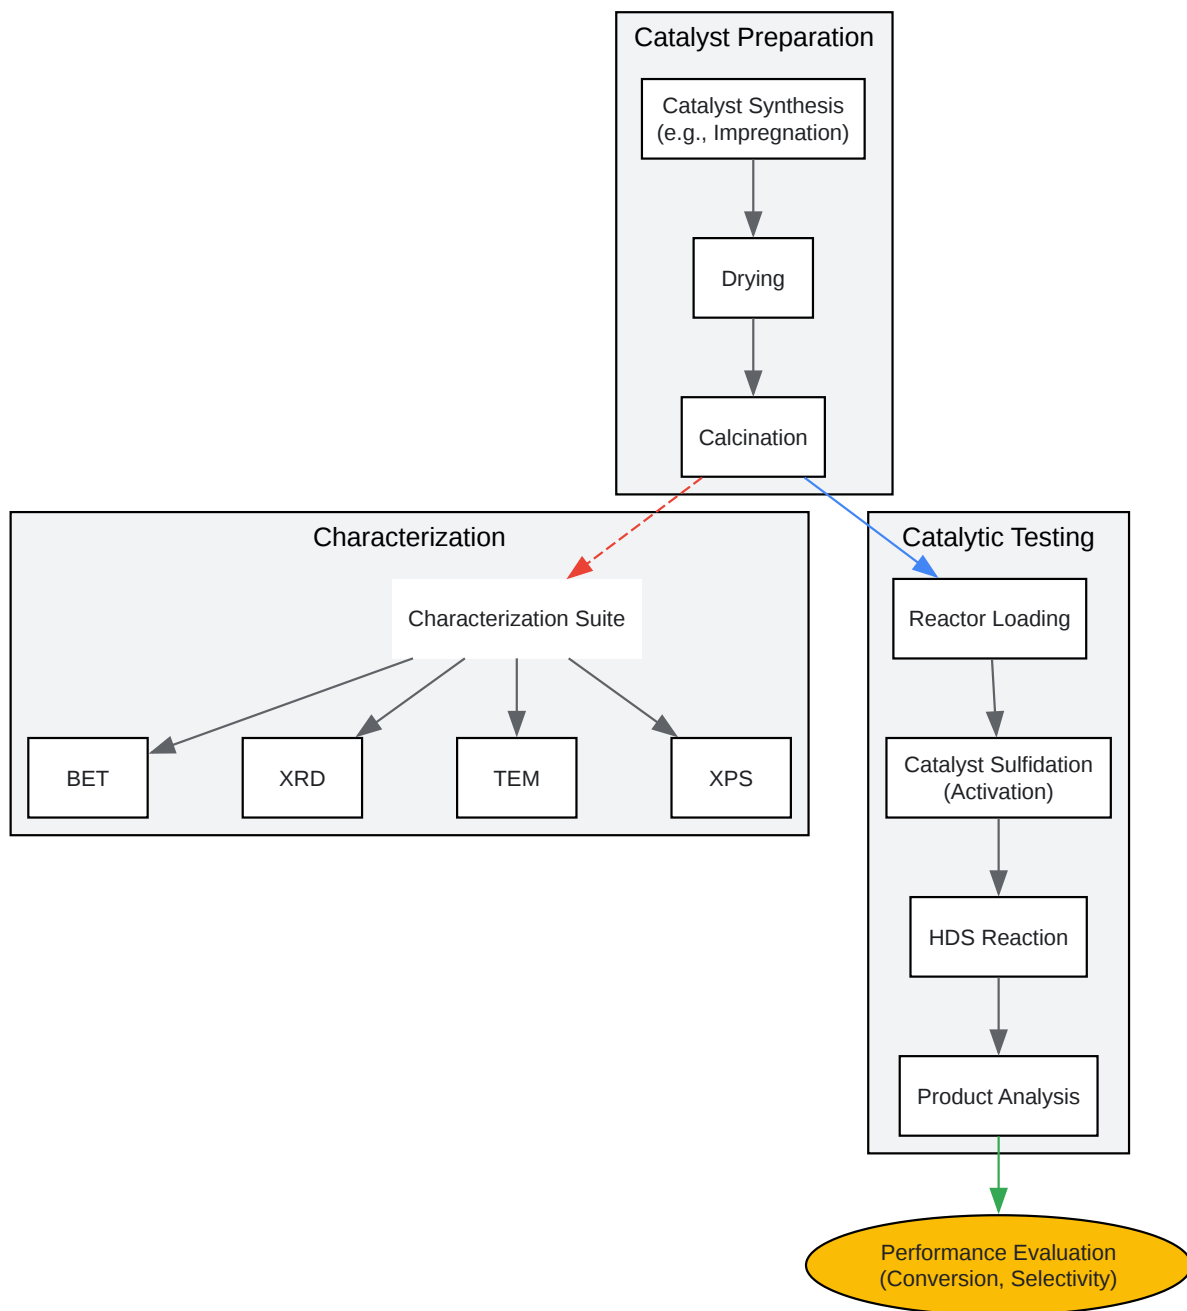 Catalyst Preparation
Catalyst Synthesis
(e.g., Impregnation)
Drying
Calcination
Characterization
Characterization Suite
BET
XRD
TEM
XPS
Catalytic Testing
Reactor Loading
Catalyst Sulfidation
(Activation)
HDS Reaction
Product Analysis
Performance Evaluation
(Conversion, Selectivity)